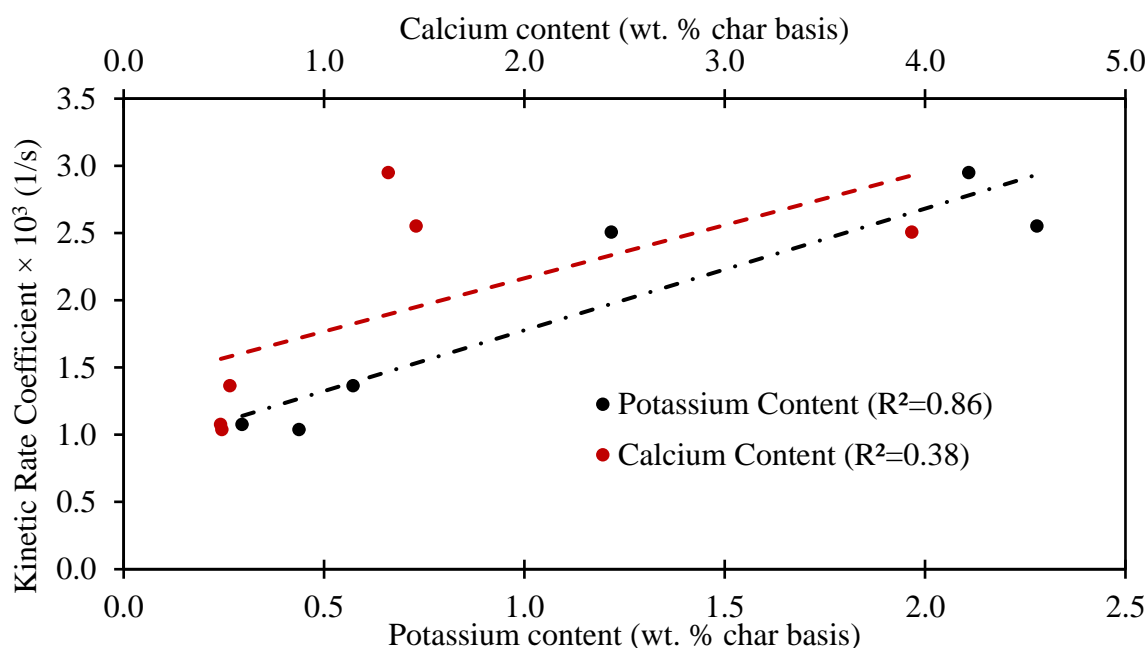 Calcium content (wt. % char basis)
0.0 1.0 2.0 3.0 4.0 5.0
Kinetic Rate Coefficient × 10³ (1/s)
3.5
3.0
2.5
2.0
1.5
1.0
0.5
0.0
Potassium Content (R²=0.86)
Calcium Content (R²=0.38)
0.0 0.5 1.0 1.5 2.0 2.5
Potassium content (wt. % char basis)